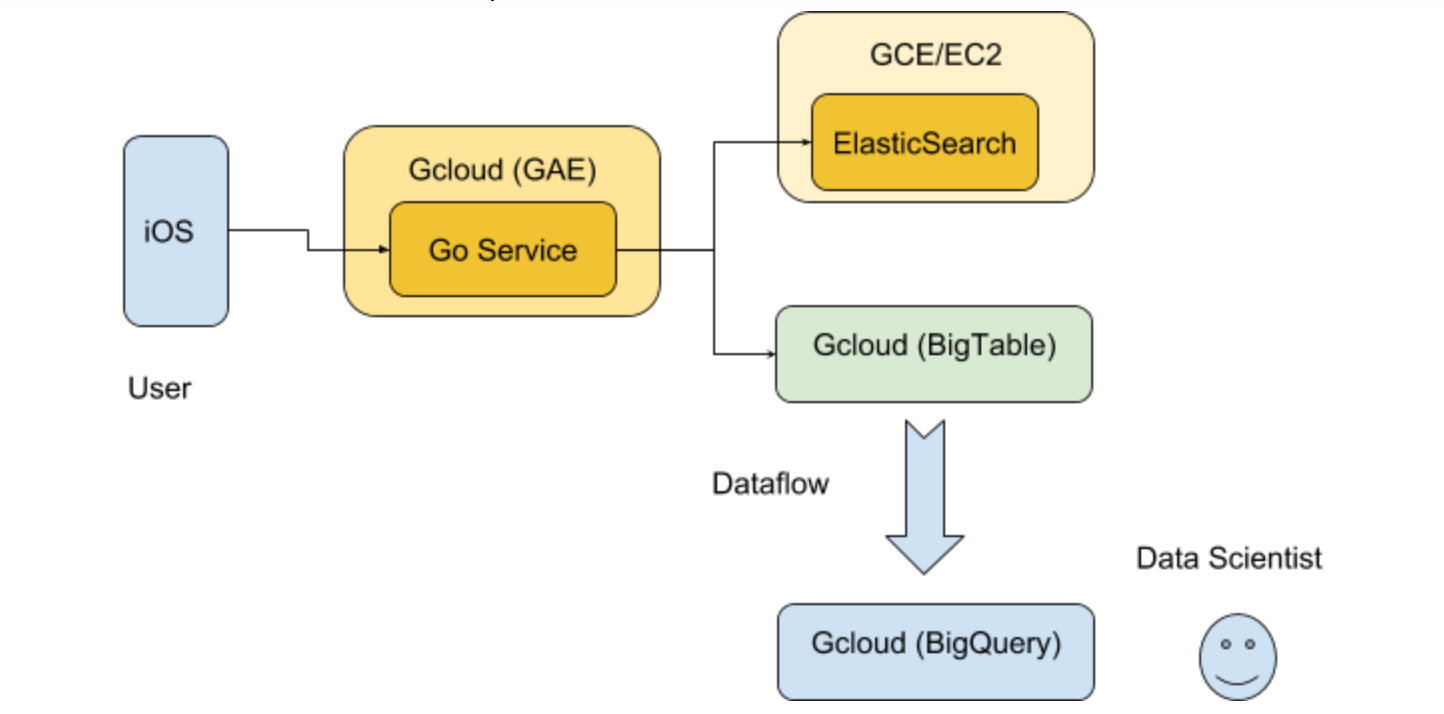 GCE/EC2
ElasticSearch
Gcloud (GAE)
Go Service
iOS
User
Gcloud (BigTable)
Dataflow
Data Scientist
Gcloud (BigQuery)